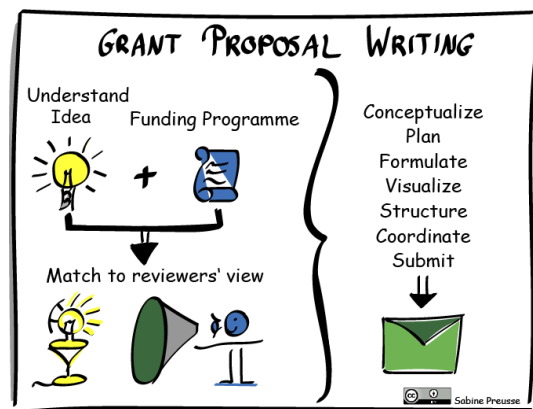 GRANT PROPOSAL WRITING
Understand
Idea
Funding Programme
+
Match to reviewers' view
Conceptualize
Plan
Formulate
Visualize
Structure
Coordinate
Submit
Sabine Preusse